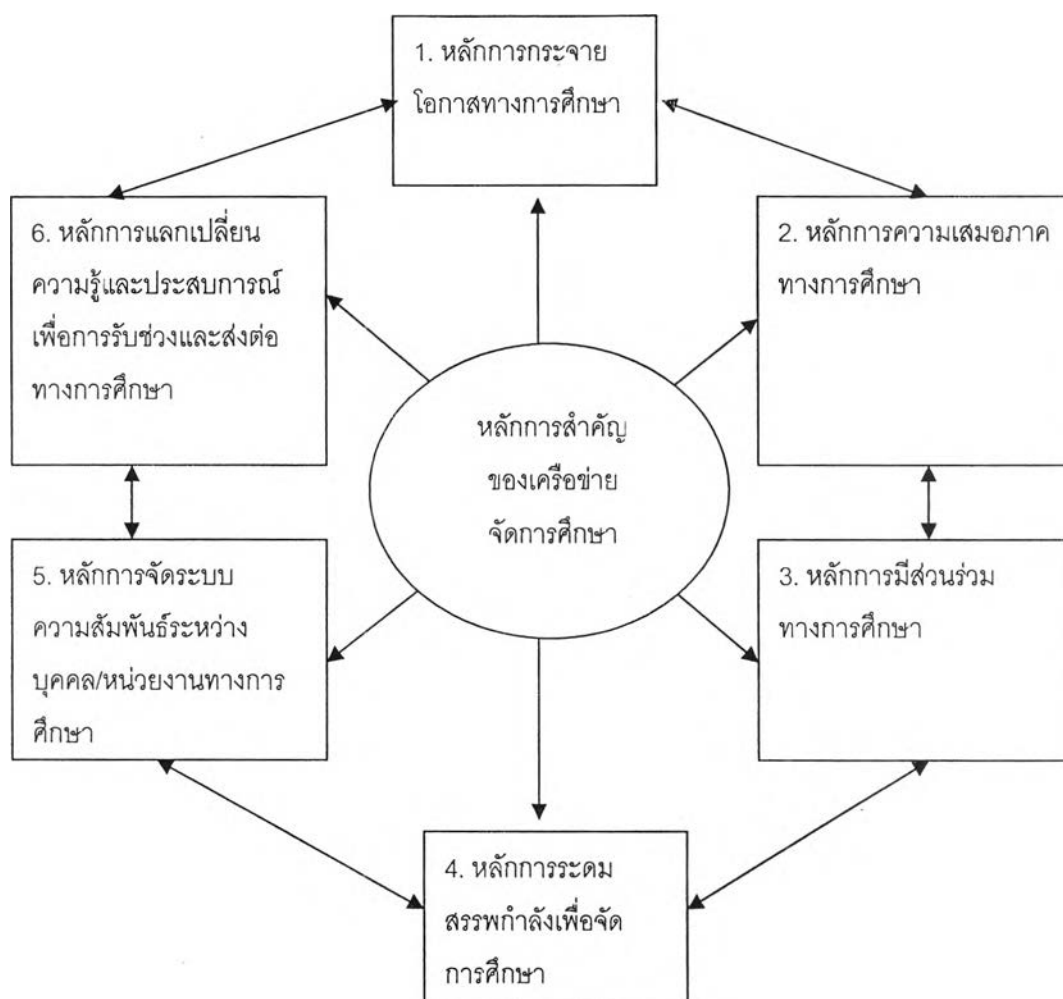 1. หลักการกระจาย
โอกาสทางการศึกษา
6. หลักการแลกเปลี่ยน
ความรู้และประสบการณ์
เพื่อการรับช่วงและส่งต่อ
ทางการศึกษา
2. หลักการความเสมอภาค
ทางการศึกษา
หลักการสำคัญ
ของเครือข่าย
จัดการศึกษา
5. หลักการจัดระบบ
ความสัมพันธ์ระหว่าง
บุคคล/หน่วยงานทางการ
ศึกษา
3. หลักการมีส่วนร่วม
ทางการศึกษา
4. หลักการระดม
สรรพกำลังเพื่อจัด
การศึกษา